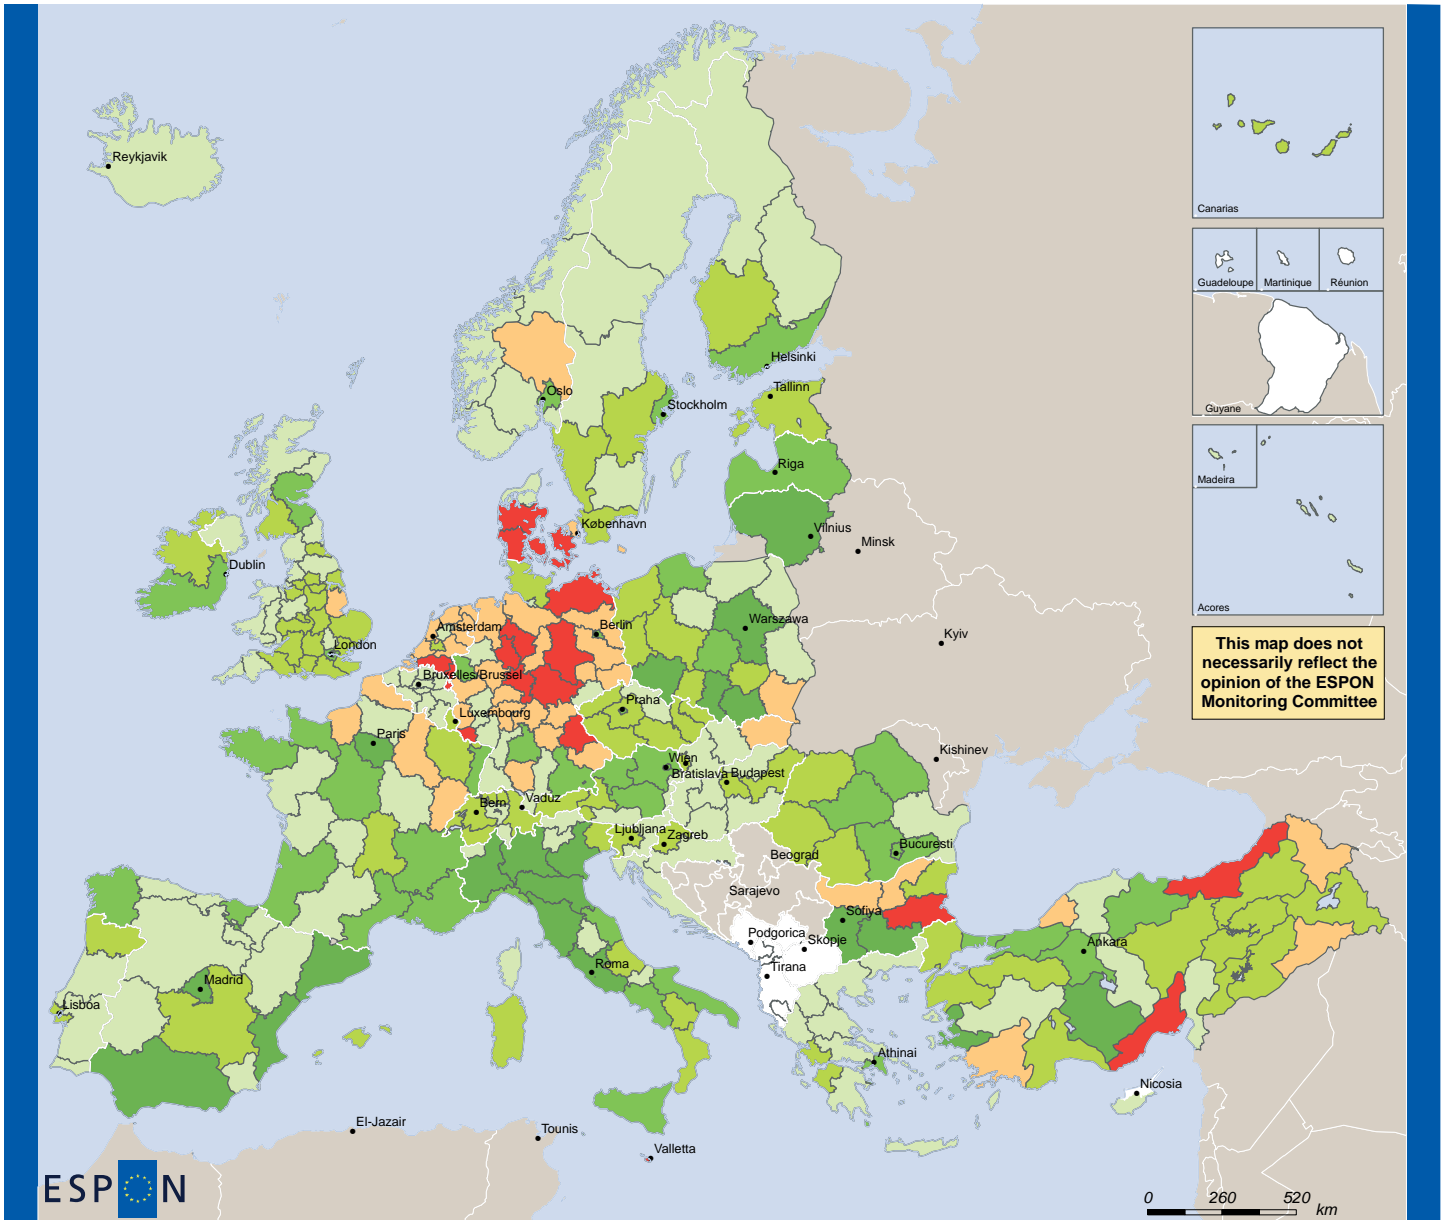 Reykjavik
Canarias
Guadeloupe
Martinique
Réunion
Guyane
Madeira
Acores
This map does not
necessarily reflect the
opinion of the ESPON
Monitoring Committee
Helsinki
Oslo
Tallinn
Stockholm
Riga
København
Vilnius
Minsk
Dublin
Amsterdam
Berlin
Warszawa
Kyiv
London
Bruxelles/Brussel
Luxembourg
Praha
Paris
Kishinev
Wien
Bratislava
Budapest
Bern
Vaduz
Ljubljana
Zagreb
Bucuresti
Beograd
Sarajevo
Sofiya
Podgorica
Skopje
Ankara
Roma
Tirana
Madrid
Lisboa
Athinai
Nicosia
El-Jazair
Tounis
Valletta
ESPON
0 260 520
km